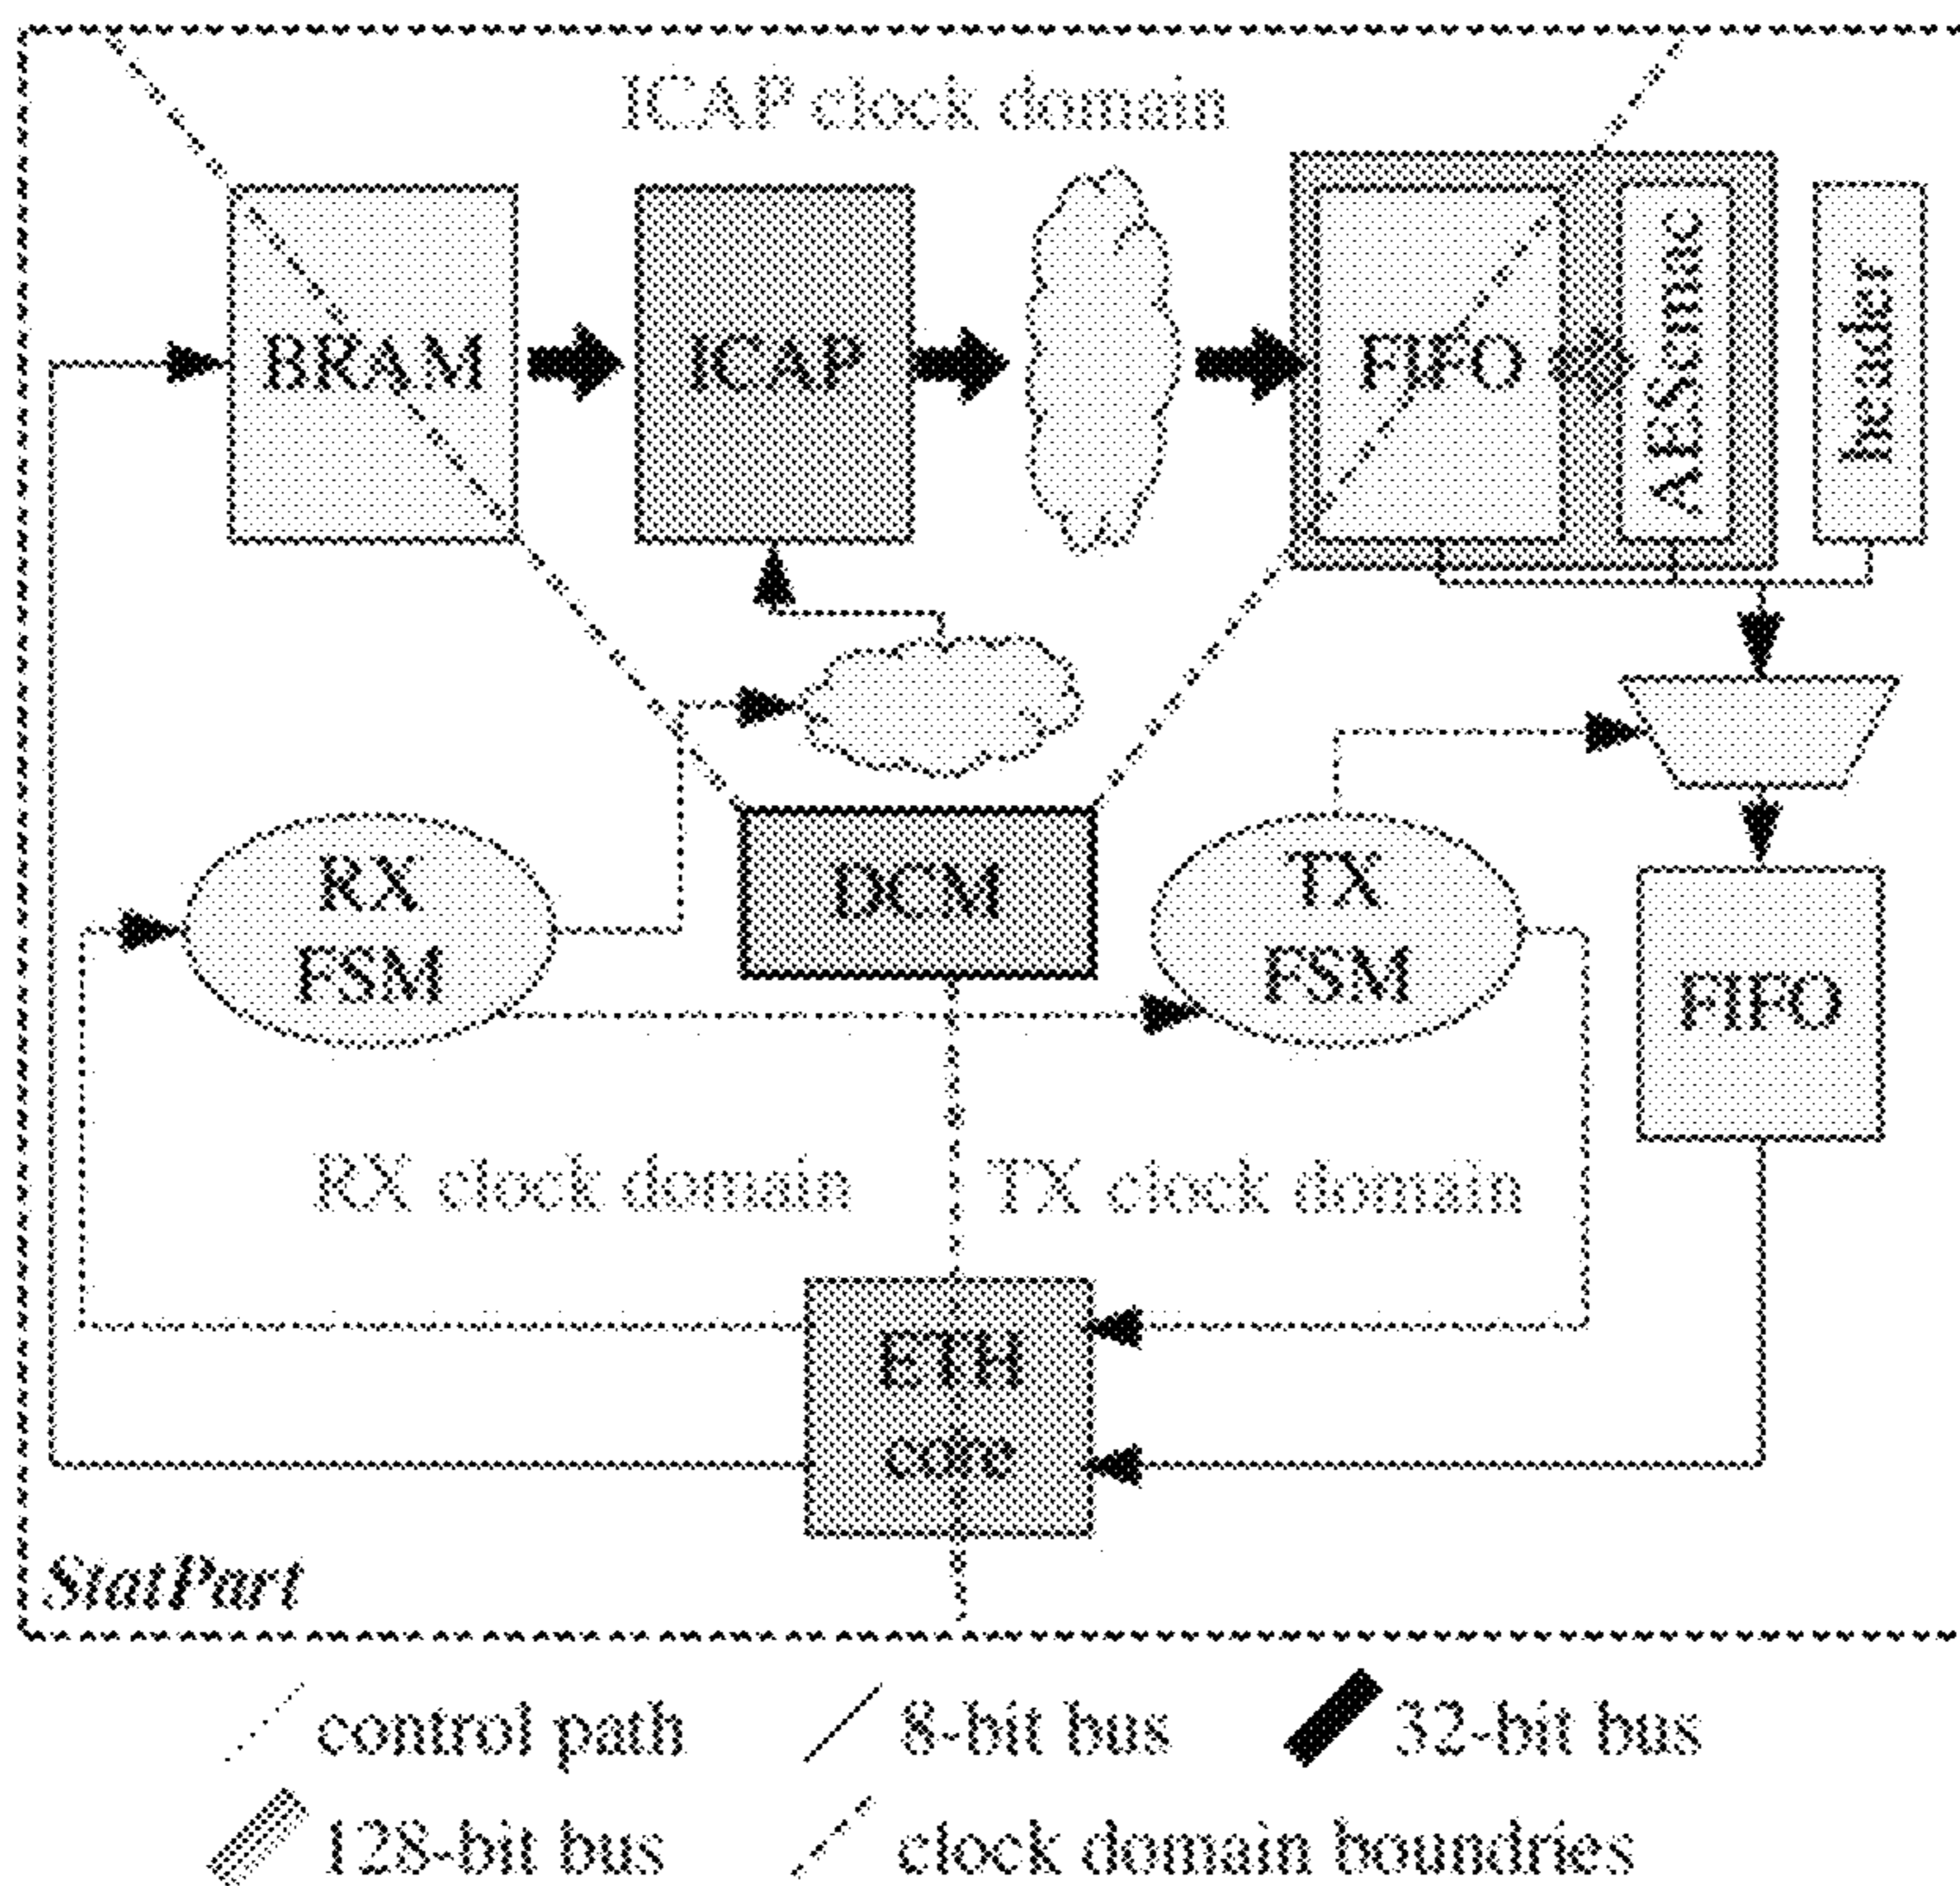 ICAP clock domain
BRAM
ICAP
FIFO
AEScmac
header
RX
FSM
DCM
TX
FSM
FIFO
RX clock domain
TX clock domain
ETH
core
StatPart
control path
8-bit bus
32-bit bus
128-bit bus
clock domain boundries